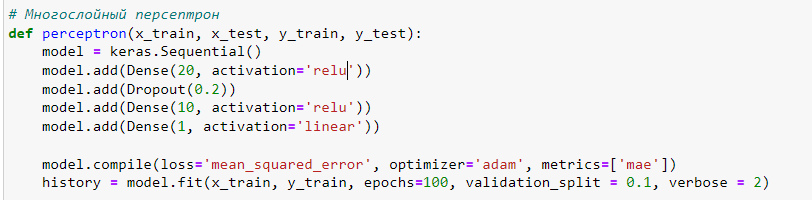 # Многослойный персептрон
def perceptron(x_train, x_test, y_train, y_test):
    model = keras.Sequential()
    model.add(Dense(20, activation='relu'))
    model.add(Dropout(0.2))
    model.add(Dense(10, activation='relu'))
    model.add(Dense(1, activation='linear'))

    model.compile(loss='mean_squared_error', optimizer='adam', metrics=['mae'])
    history = model.fit(x_train, y_train, epochs=100, validation_split = 0.1, verbose = 2)